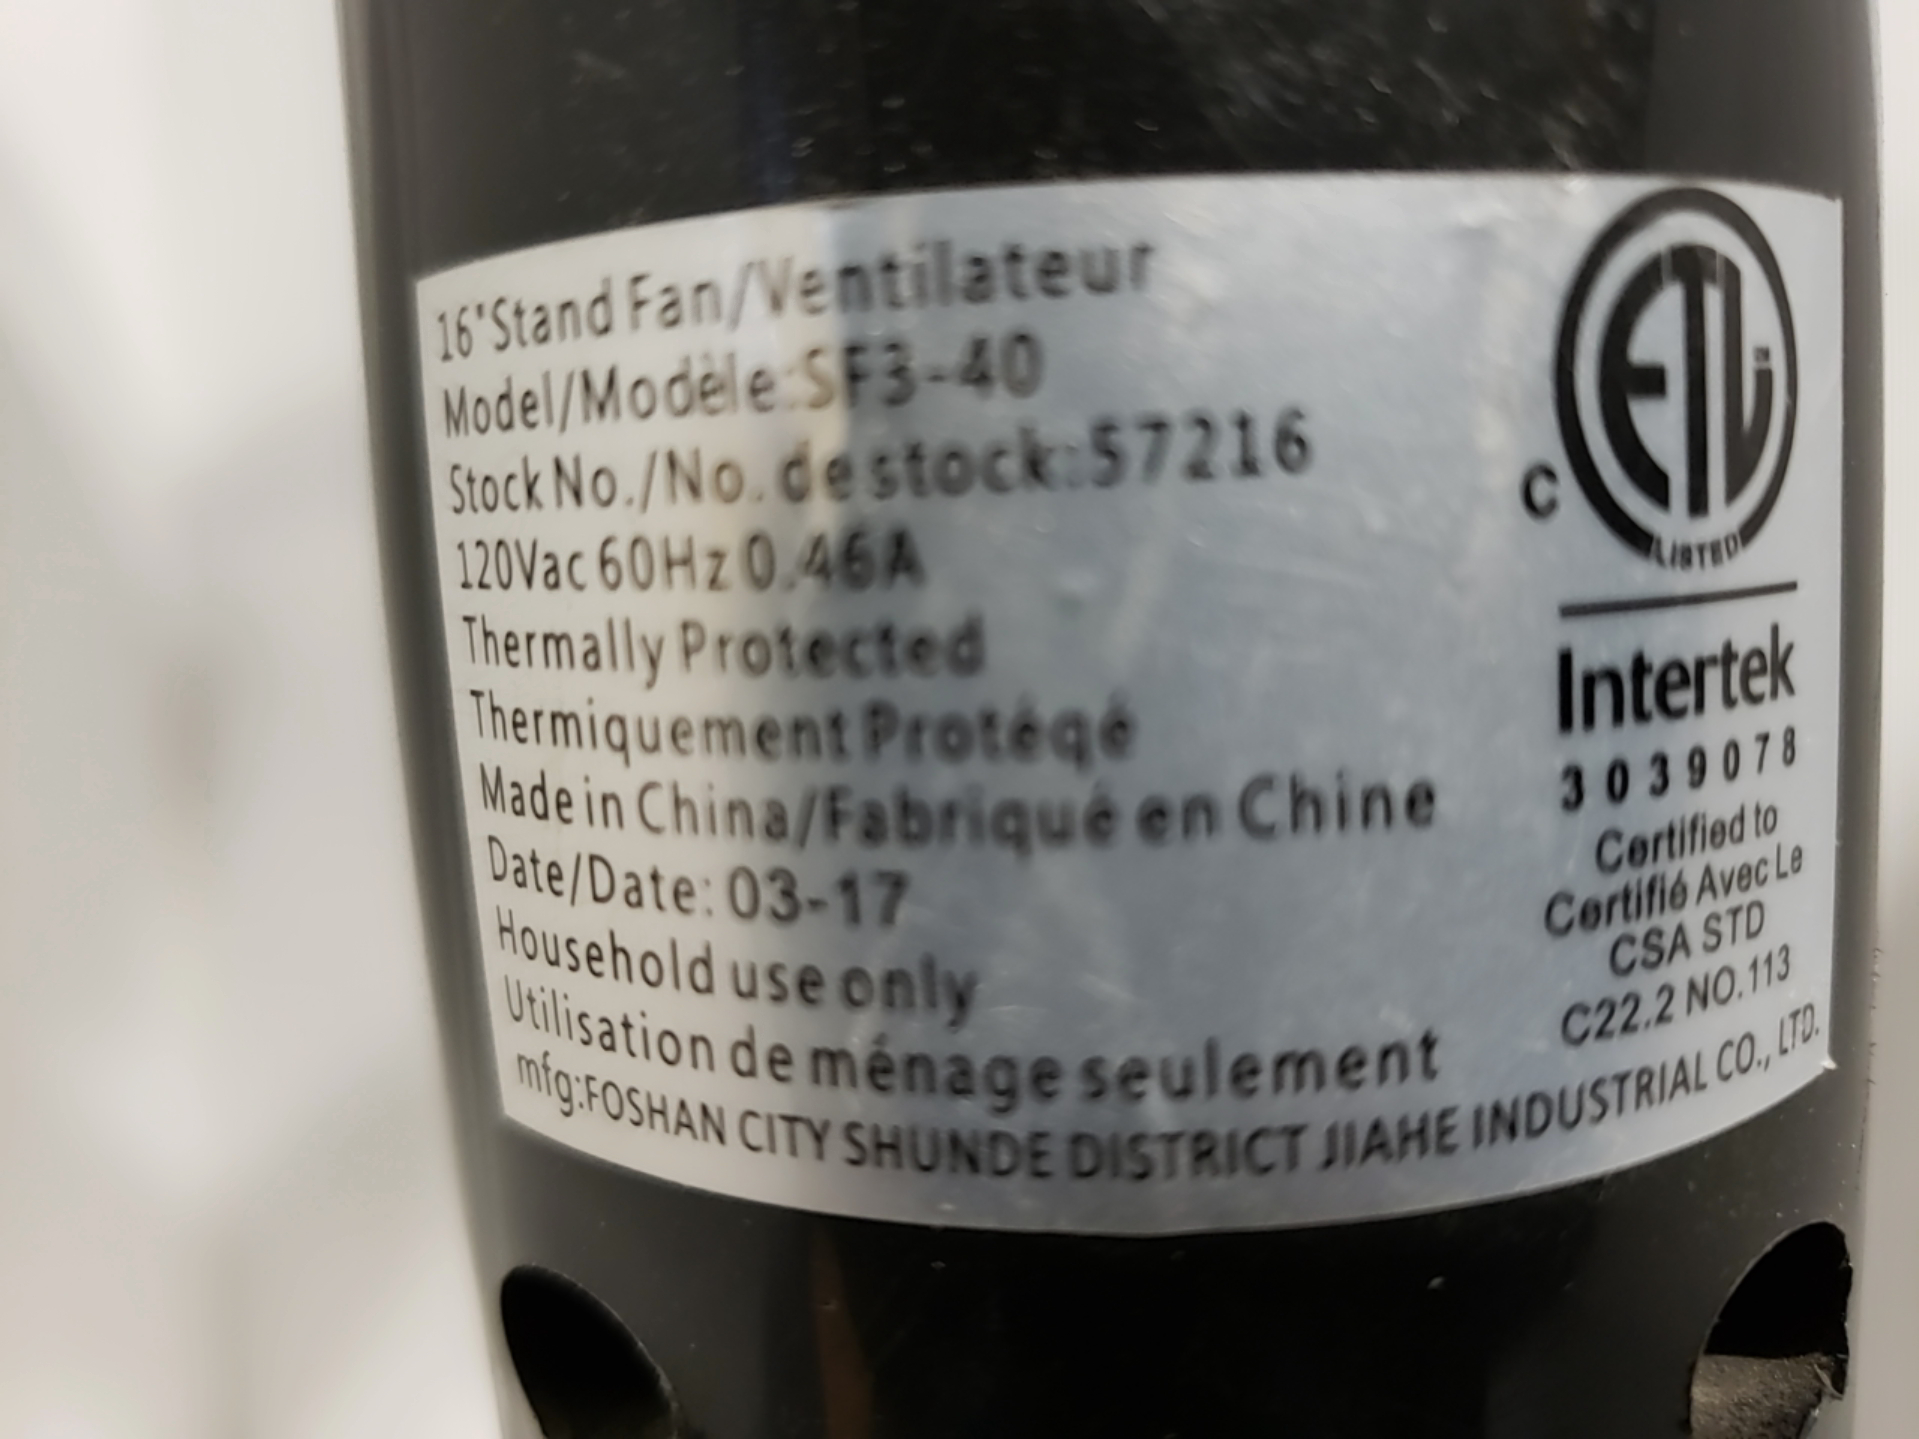 16"Stand Fan/Ventilateur
Model/Modèle:SF3-40
Stock No./No. de stock:57216
120Vac 60Hz 0.46A
Thermally Protected
Thermiquement Protéqé
Made in China/Fabriqué en Chine
Date/Date: 03-17
Household use only
Utilisation de ménage seulement
mfg:FOSHAN CITY SHUNDE DISTRICT JIAHE INDUSTRIAL CO., LTD.
ETL
C
LISTED
Intertek
3039078
Certified to
Certifié Avec Le
CSA STD
C22.2 NO.113